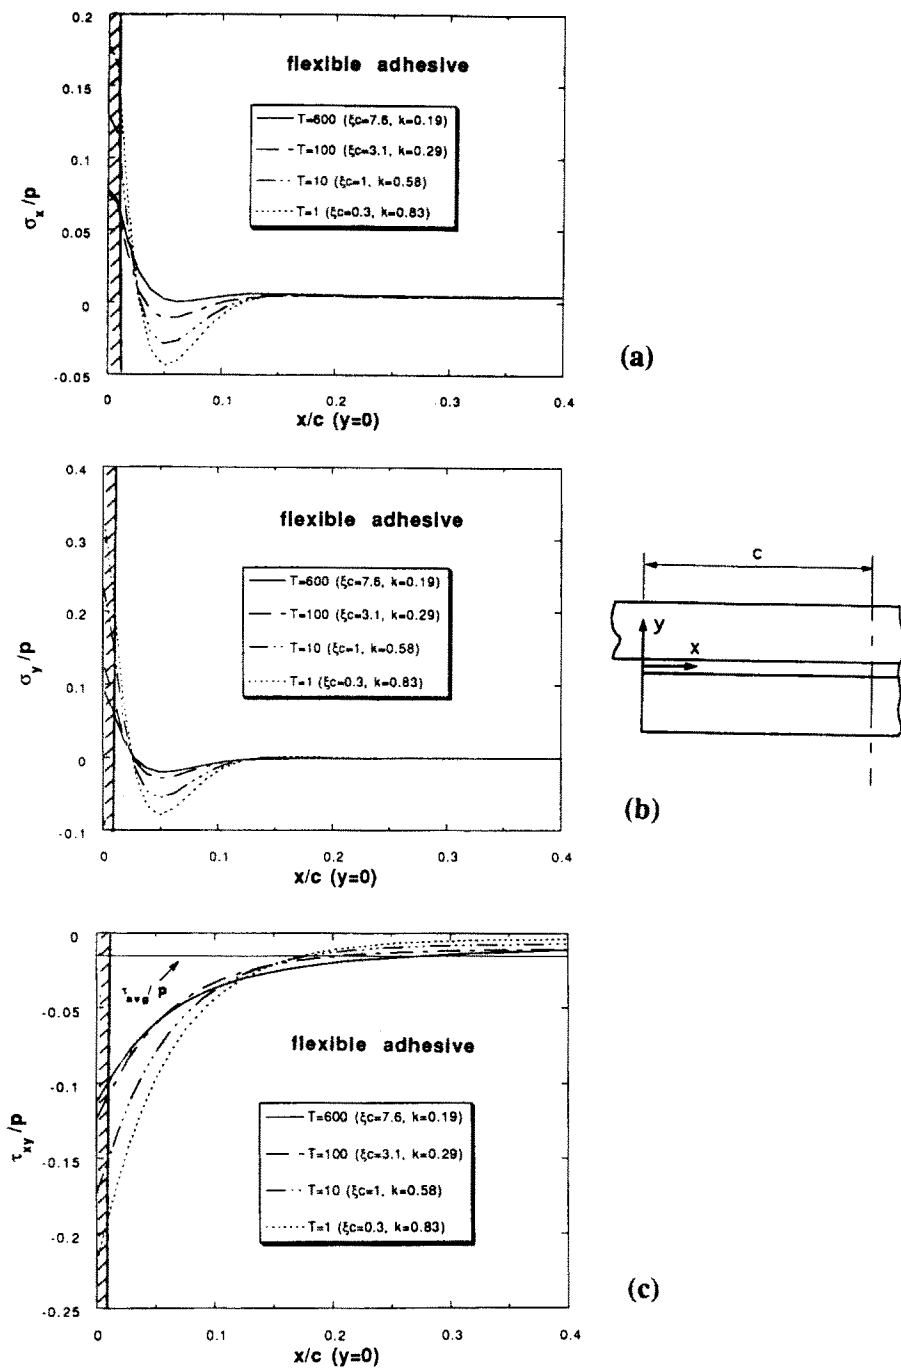 0.2
flexible adhesive
T=600 (ξc=7.6, k=0.19)
T=100 (ξc=3.1, k=0.29)
T=10 (ξc=1, k=0.58)
T=1 (ξc=0.3, k=0.83)
0.15
0.1
0.05
0
-0.05
σx/p
0 0.1 0.2 0.3 0.4
x/c (y=0)
(a)
0.4
flexible adhesive
T=600 (ξc=7.6, k=0.19)
T=100 (ξc=3.1, k=0.29)
T=10 (ξc=1, k=0.58)
T=1 (ξc=0.3, k=0.83)
0.3
0.2
0.1
0
-0.1
σy/p
0 0.1 0.2 0.3 0.4
x/c (y=0)
c
y
x
(b)
0
τavg/ p
-0.05
flexible adhesive
-0.1
T=600 (ξc=7.6, k=0.19)
T=100 (ξc=3.1, k=0.29)
T=10 (ξc=1, k=0.58)
T=1 (ξc=0.3, k=0.83)
-0.15
-0.2
-0.25
τxy/p
0 0.1 0.2 0.3 0.4
x/c (y=0)
(c)